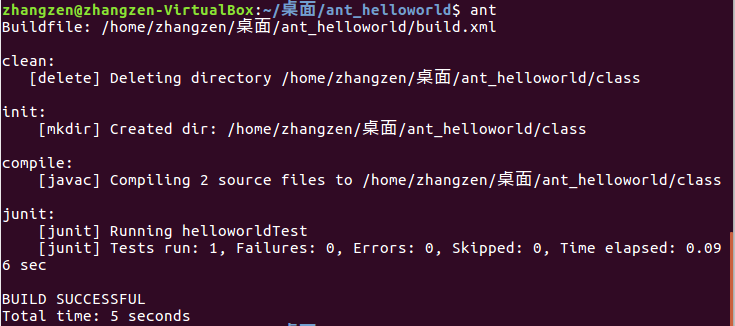 zhangzen@zhangzen-VirtualBox:~/桌面/ant_helloworld$ ant
Buildfile: /home/zhangzen/桌面/ant_helloworld/build.xml
clean:
[delete] Deleting directory /home/zhangzen/桌面/ant_helloworld/class
init:
[mkdir] Created dir: /home/zhangzen/桌面/ant_helloworld/class
compile:
[javac] Compiling 2 source files to /home/zhangzen/桌面/ant_helloworld/class
junit:
[junit] Running helloworldTest
[junit] Tests run: 1, Failures: 0, Errors: 0, Skipped: 0, Time elapsed: 0.09
6 sec
BUILD SUCCESSFUL
Total time: 5 seconds